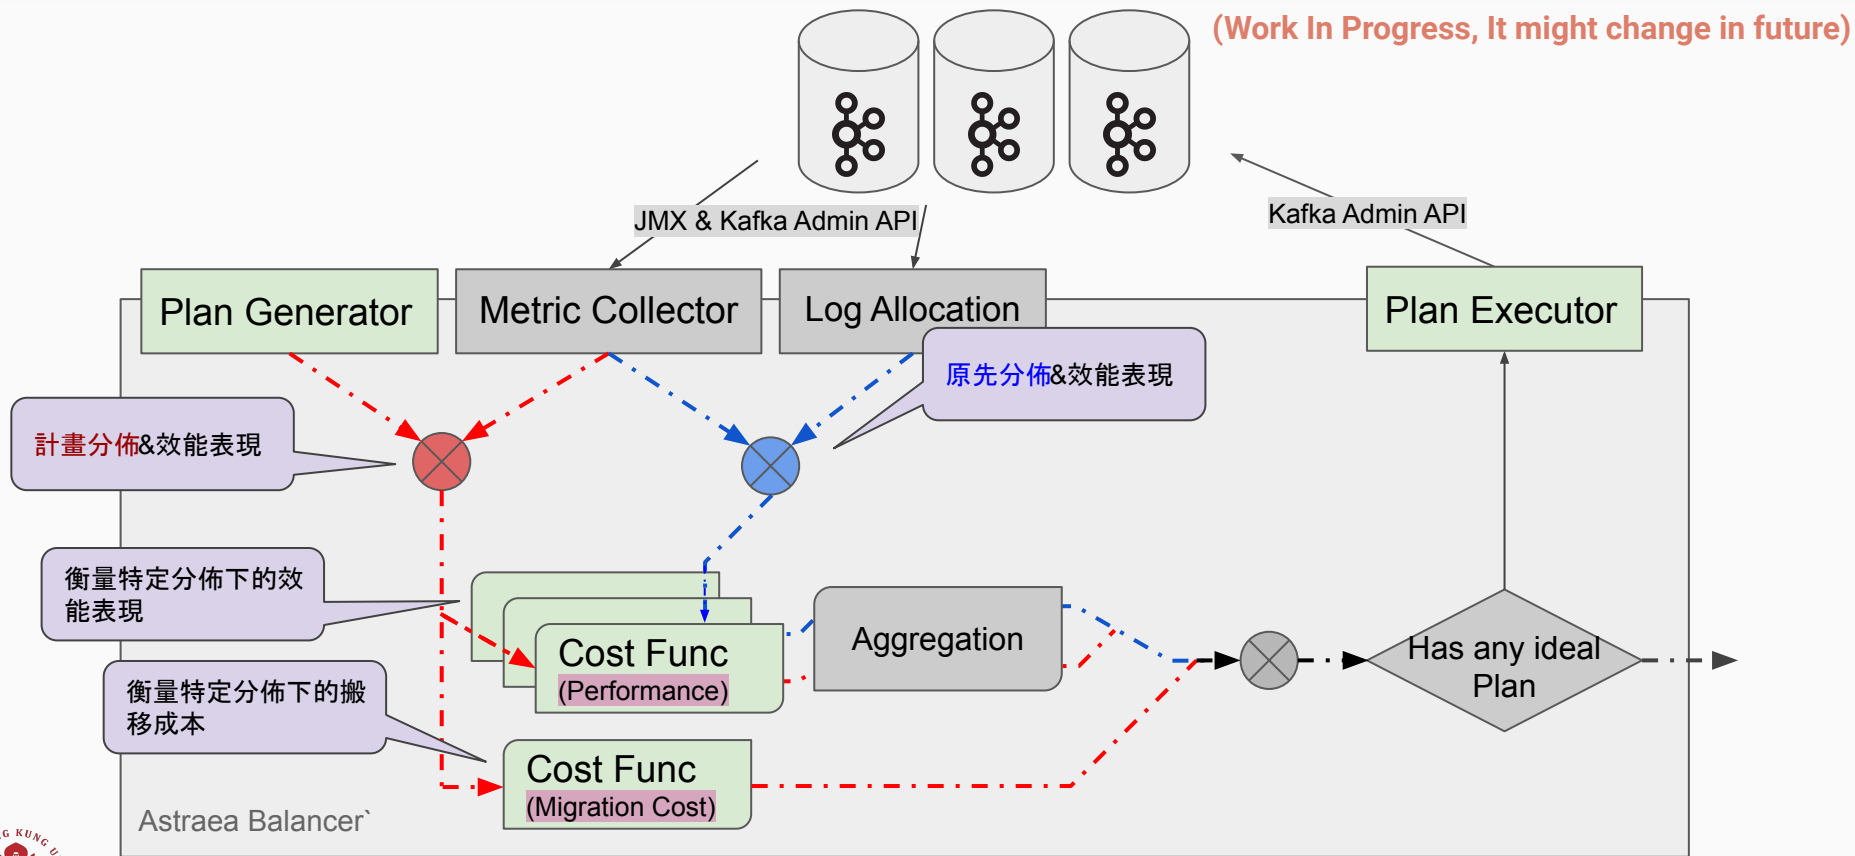 (Work In Progress, It might change in future)
JMX & Kafka Admin API
Kafka Admin API
Plan Generator
Metric Collector
Log Allocation
Plan Executor
原先分佈&效能表現
計畫分佈&效能表現
衡量特定分佈下的效
能表現
Cost Func
(Performance)
Aggregation
Has any ideal
Plan
衡量特定分佈下的搬
移成本
Cost Func
(Migration Cost)
Astraea Balancer`
G KUNG U